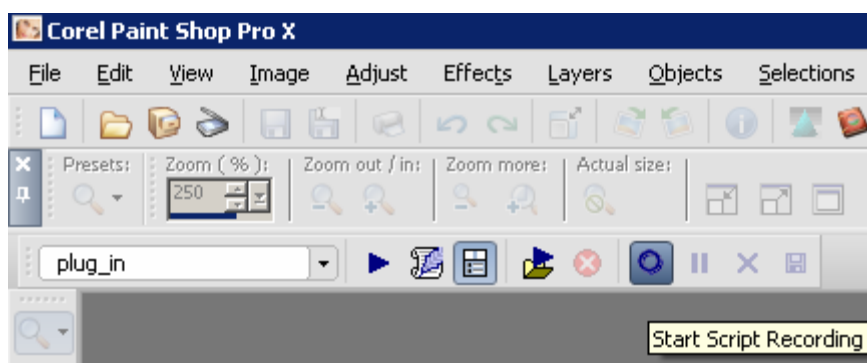 Corel Paint Shop Pro X
File Edit View Image Adjust Effects Layers Objects Selections
Presets: Zoom ( % ): Zoom out / in: Zoom more: Actual size:
250
plug_in
Start Script Recording